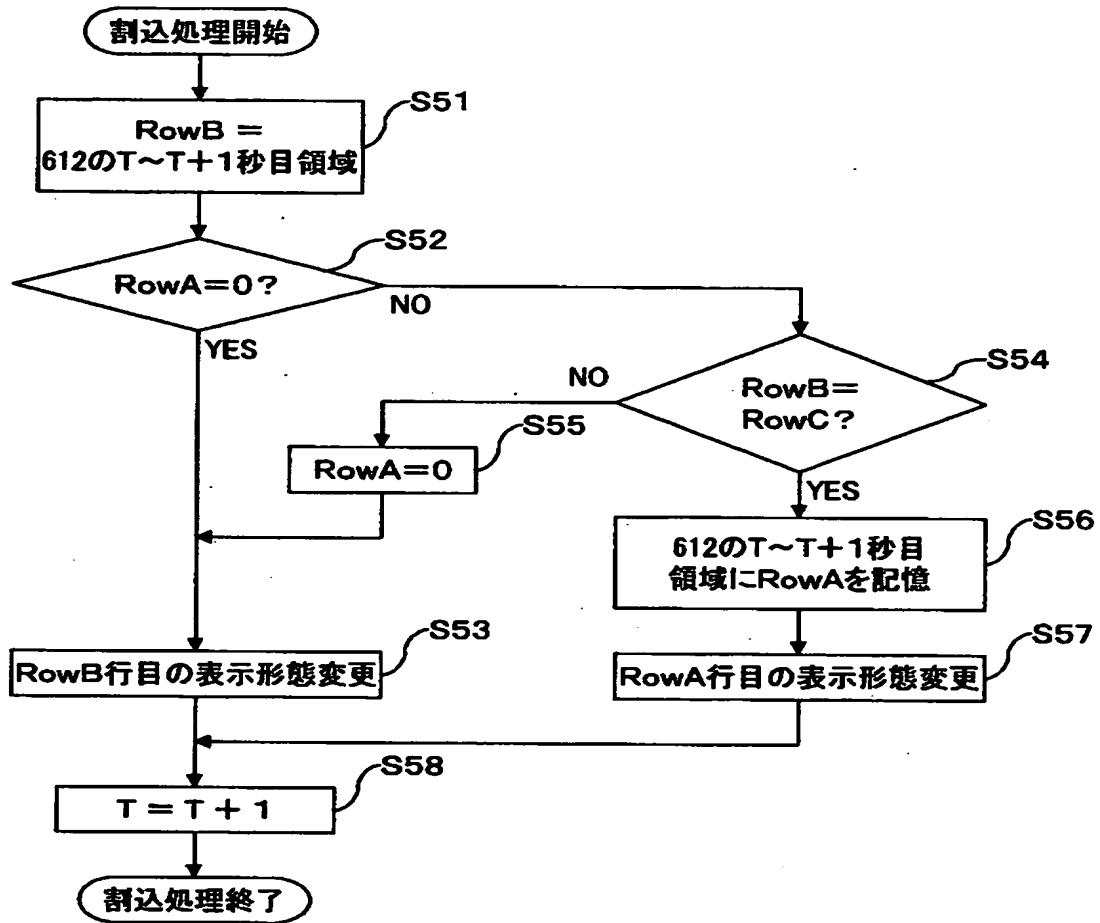 割込処理開始
S51
RowB =
612のT〜T+1秒目領域
S52
RowA=0?
NO
YES
S54
RowB=
RowC?
NO
S55
RowA=0
YES
S56
612のT〜T+1秒目
領域にRowAを記憶
S53
RowB行目の表示形態変更
S57
RowA行目の表示形態変更
S58
T = T + 1
割込処理終了